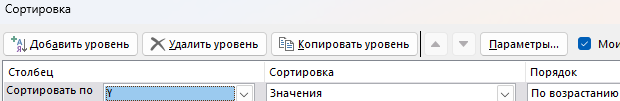 Сортировка
Добавить уровень Удалить уровень Копировать уровень Параметры... Мои
Столбец Сортировка Порядок
Сортировать по Y Значения По возрастанию